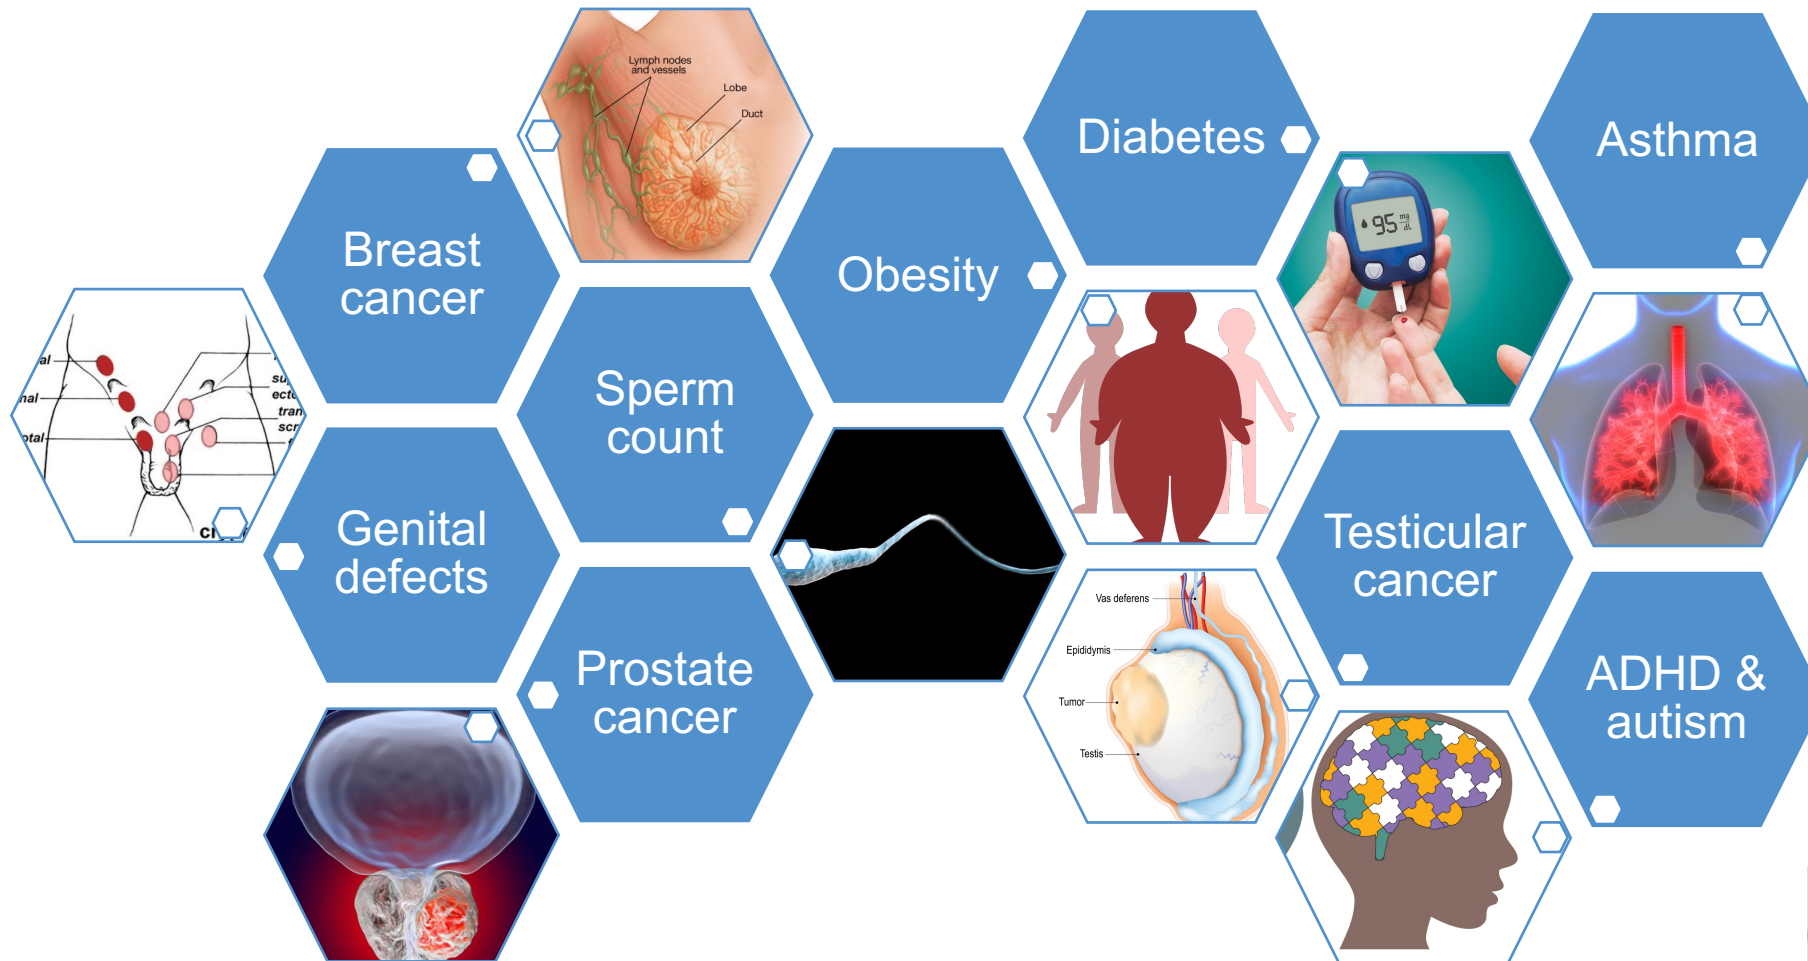 Lymph nodes
and vessels
Lobe
Duct
Diabetes
Asthma
Breast
cancer
Obesity
95 mg
dL
Sperm
count
Genital
defects
Testicular
cancer
Vas deferens
Epididymis
Tumor
Testis
Prostate
cancer
ADHD &
autism